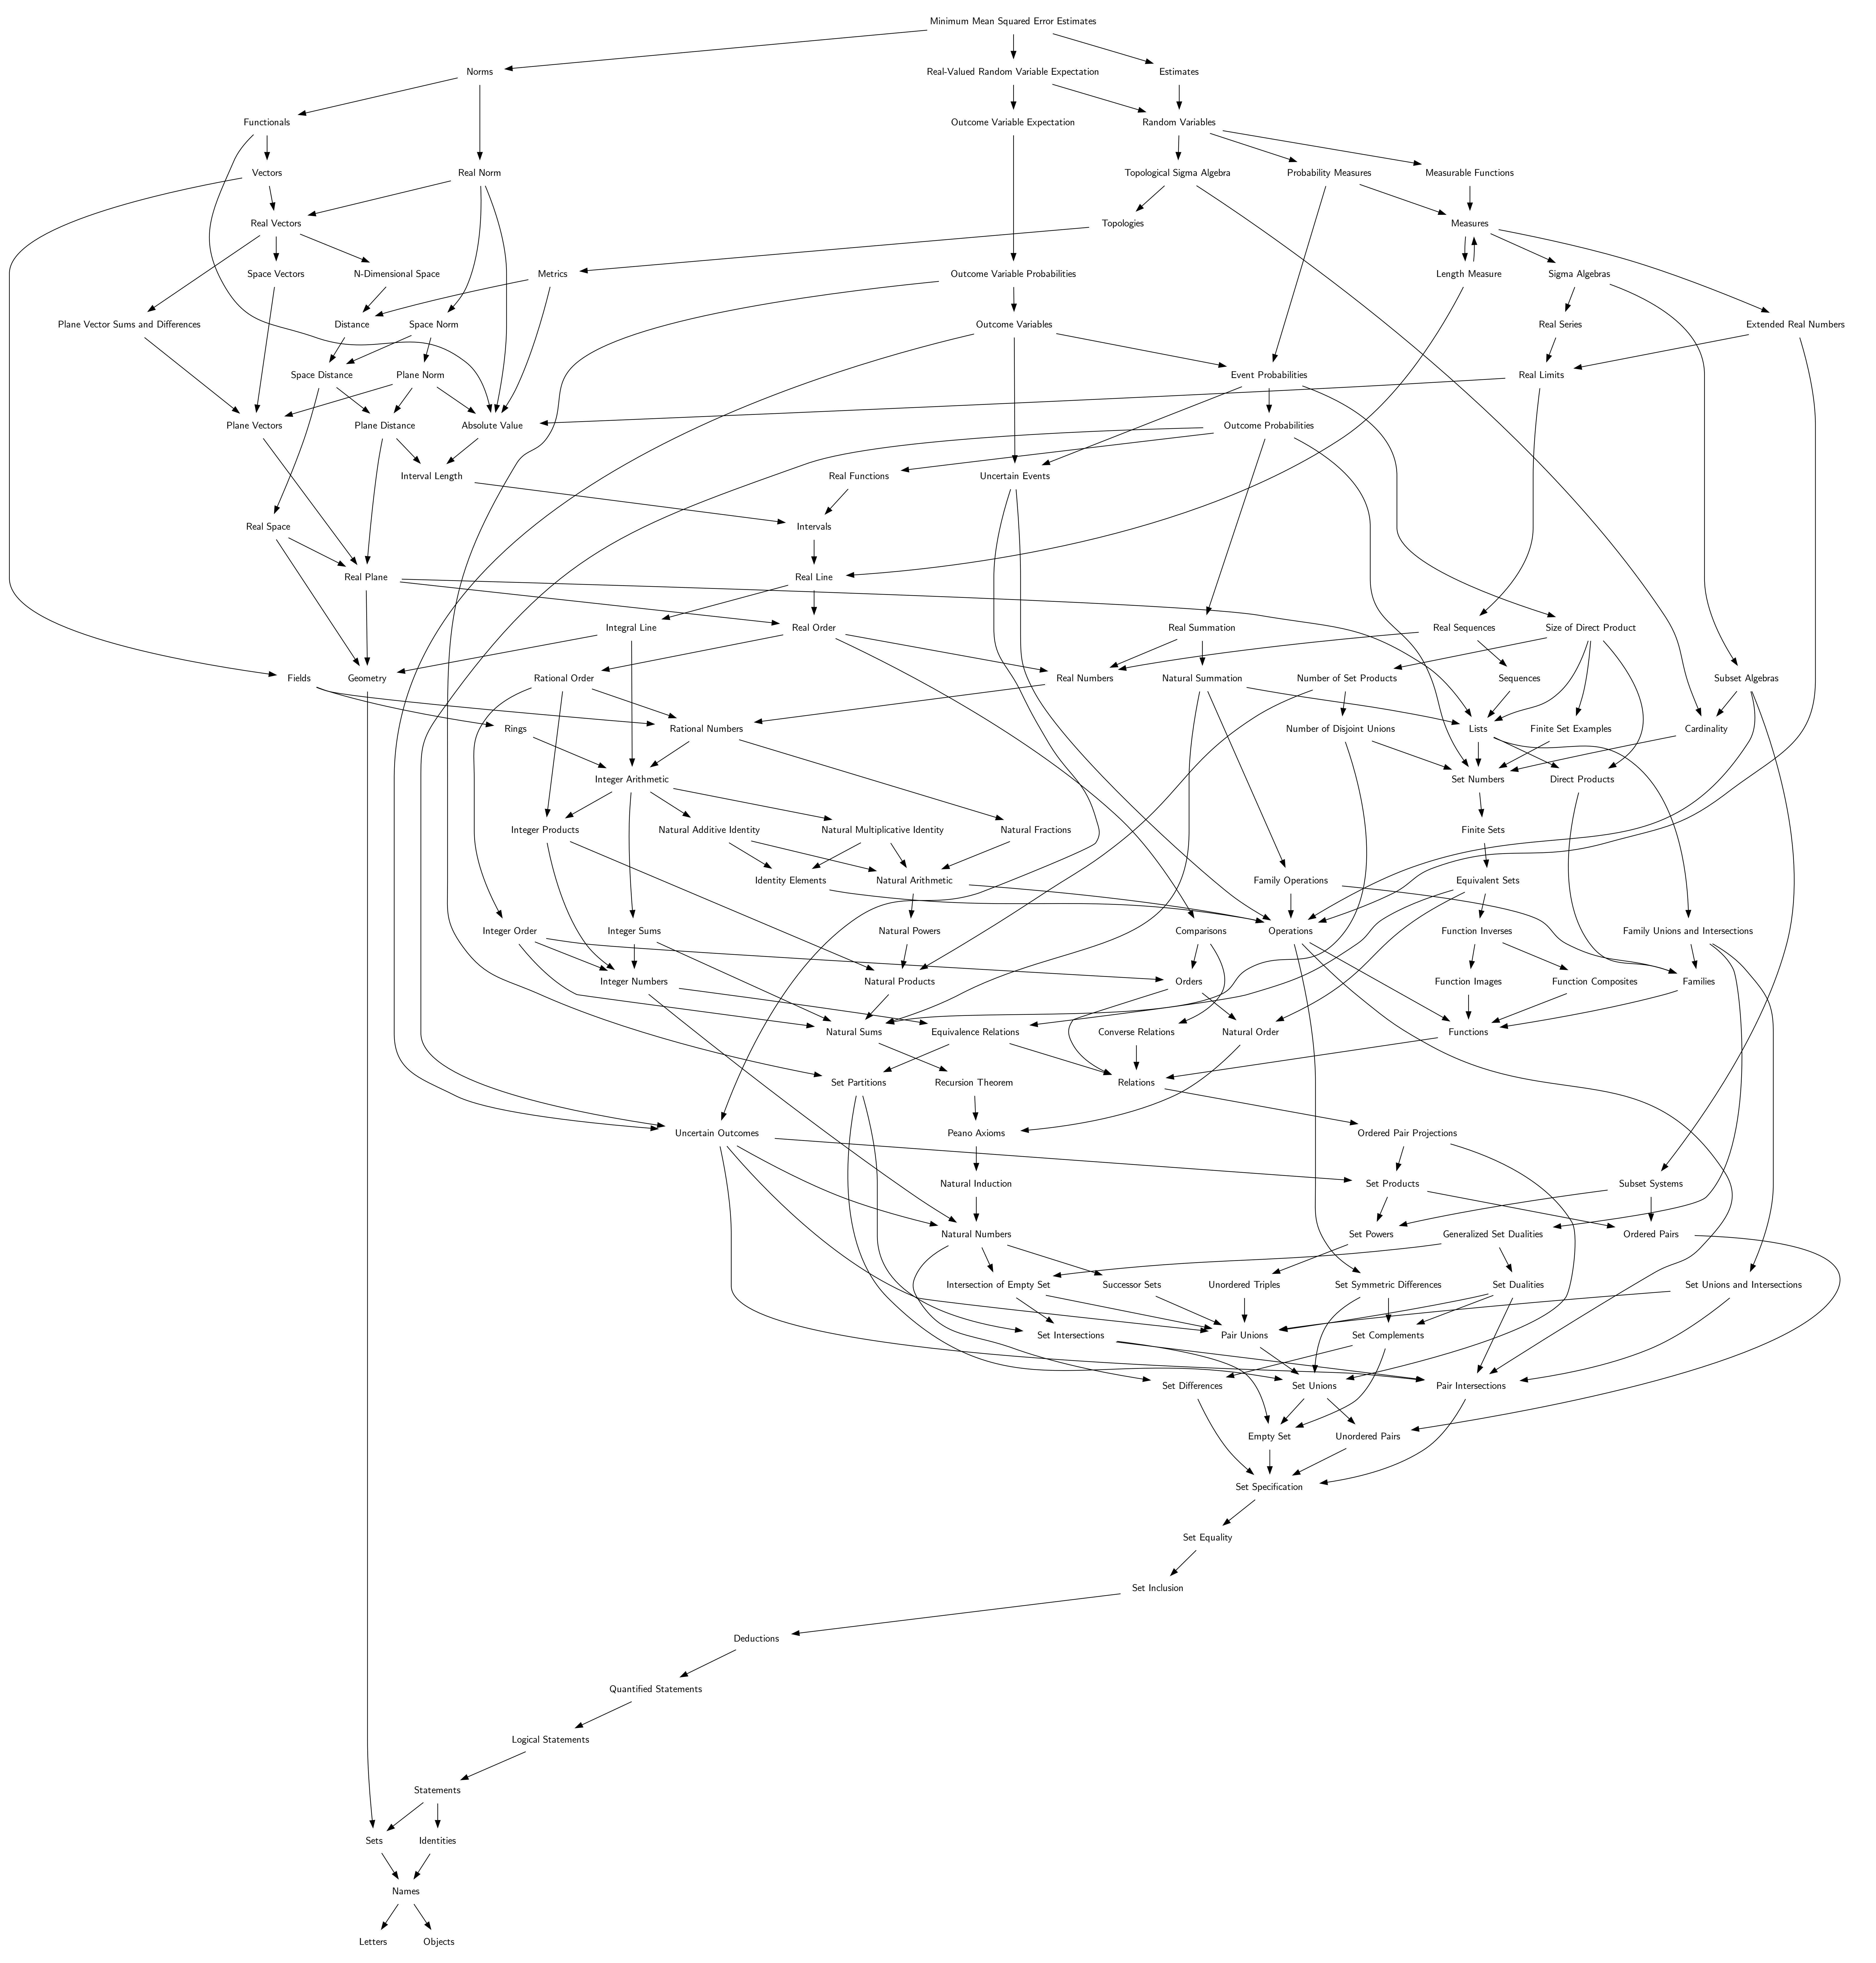 Minimum Mean Squared Error Estimates
Norms
Real-Valued Random Variable Expectation
Estimates
Functionals
Outcome Variable Expectation
Random Variables
Vectors
Real Norm
Topological Sigma Algebra
Probability Measures
Measurable Functions
Real Vectors
Topologies
Measures
Space Vectors
N-Dimensional Space
Metrics
Outcome Variable Probabilities
Length Measure
Sigma Algebras
Plane Vector Sums and Differences
Distance
Space Norm
Outcome Variables
Real Series
Extended Real Numbers
Space Distance
Plane Norm
Event Probabilities
Real Limits
Plane Vectors
Plane Distance
Absolute Value
Outcome Probabilities
Interval Length
Real Functions
Uncertain Events
Real Space
Intervals
Real Plane
Real Line
Integral Line
Real Order
Real Summation
Real Sequences
Size of Direct Product
Fields
Geometry
Rational Order
Real Numbers
Natural Summation
Number of Set Products
Sequences
Subset Algebras
Rings
Rational Numbers
Number of Disjoint Unions
Lists
Finite Set Examples
Cardinality
Integer Arithmetic
Set Numbers
Direct Products
Integer Products
Natural Additive Identity
Natural Multiplicative Identity
Natural Fractions
Finite Sets
Identity Elements
Natural Arithmetic
Family Operations
Equivalent Sets
Integer Order
Integer Sums
Natural Powers
Comparisons
Operations
Function Inverses
Family Unions and Intersections
Integer Numbers
Natural Products
Orders
Function Images
Function Composites
Families
Natural Sums
Equivalence Relations
Converse Relations
Natural Order
Functions
Set Partitions
Recursion Theorem
Relations
Uncertain Outcomes
Peano Axioms
Ordered Pair Projections
Natural Induction
Set Products
Subset Systems
Natural Numbers
Set Powers
Generalized Set Dualities
Ordered Pairs
Intersection of Empty Set
Successor Sets
Unordered Triples
Set Symmetric Differences
Set Dualities
Set Unions and Intersections
Set Intersections
Pair Unions
Set Complements
Set Differences
Set Unions
Pair Intersections
Empty Set
Unordered Pairs
Set Specification
Set Equality
Set Inclusion
Deductions
Quantified Statements
Logical Statements
Statements
Sets
Identities
Names
Letters
Objects